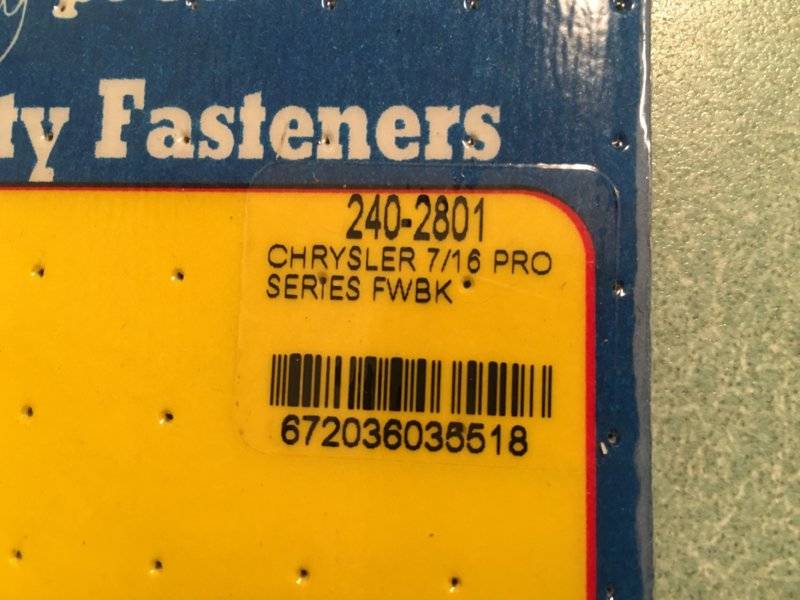 ty Fasteners
240-2801
CHRYSLER 7/16 PRO
SERIES FWBK
672036035518